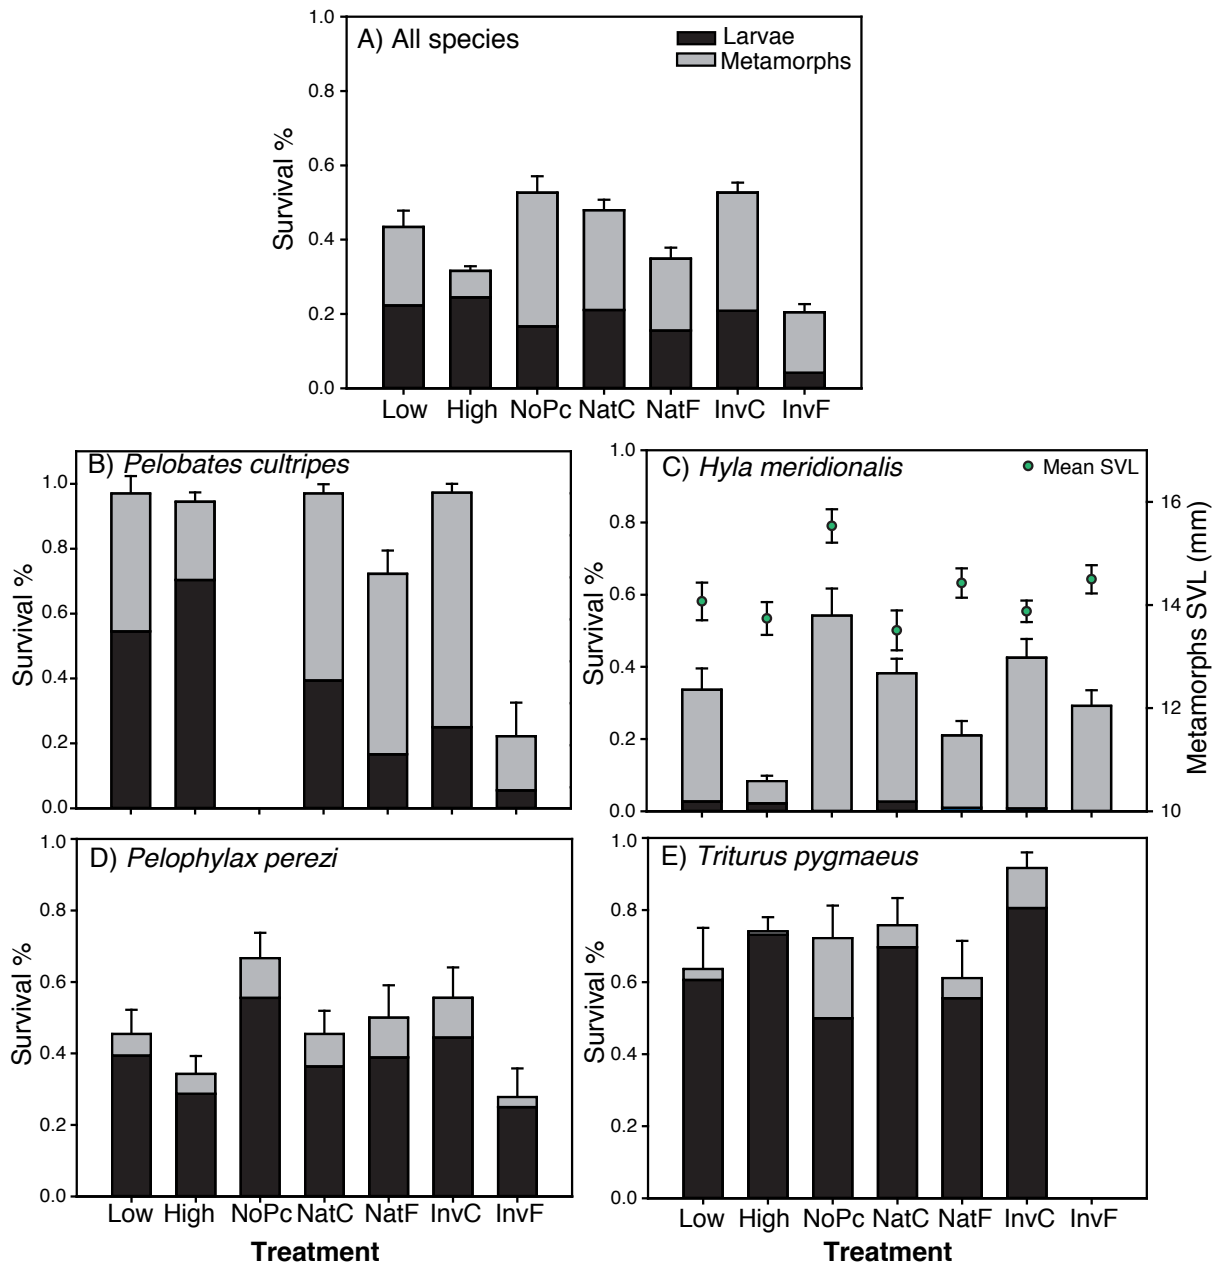 A) All species
Larvae
Metamorphs
1.0
0.8
0.6
0.4
0.2
0.0
Survival %
Low High NoPc NatC NatF InvC InvF
B) Pelobates cultripes
1.0
0.8
0.6
0.4
0.2
0.0
Survival %
C) Hyla meridionalis
Mean SVL
1.0
0.8
0.6
0.4
0.2
0.0
Survival %
16
14
12
10
Metamorphs SVL (mm)
D) Pelophylax perezi
1.0
0.8
0.6
0.4
0.2
0.0
Survival %
Low High NoPc NatC NatF InvC InvF
Treatment
E) Triturus pygmaeus
1.0
0.8
0.6
0.4
0.2
0.0
Survival %
Low High NoPc NatC NatF InvC InvF
Treatment